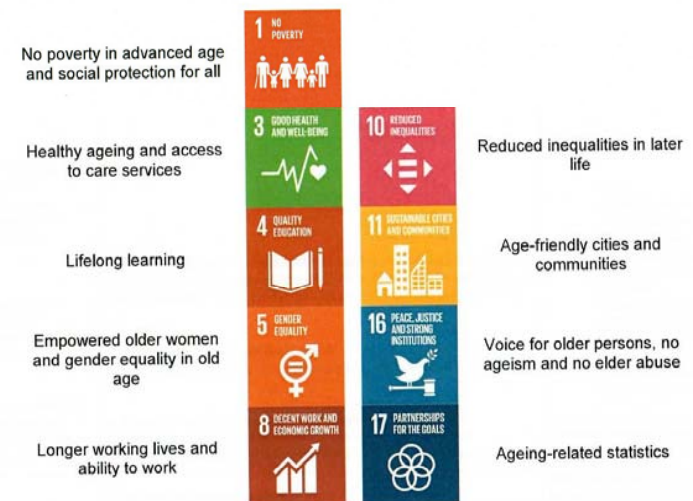 No poverty in advanced age
and social protection for all
1 NO
POVERTY
Healthy ageing and access
to care services
3 GOOD HEALTH
AND WELL-BEING
10 REDUCED
INEQUALITIES
Reduced inequalities in later
life
Lifelong learning
4 QUALITY
EDUCATION
11 SUSTAINABLE CITIES
AND COMMUNITIES
Age-friendly cities and
communities
Empowered older women
and gender equality in old
age
5 GENDER
EQUALITY
16 PEACE, JUSTICE
AND STRONG
INSTITUTIONS
Voice for older persons, no
ageism and no elder abuse
Longer working lives and
ability to work
8 DECENT WORK AND
ECONOMIC GROWTH
17 PARTNERSHIPS
FOR THE GOALS
Ageing-related statistics